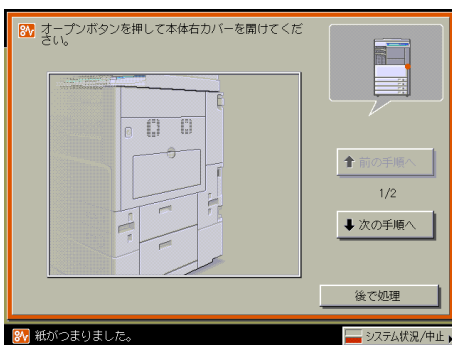 オープンボタンを押して本体右カバーを開けてくだ
さい。
前の手順へ
1/2
次の手順へ
後で処理
紙がつまりました。
システム状況/中止